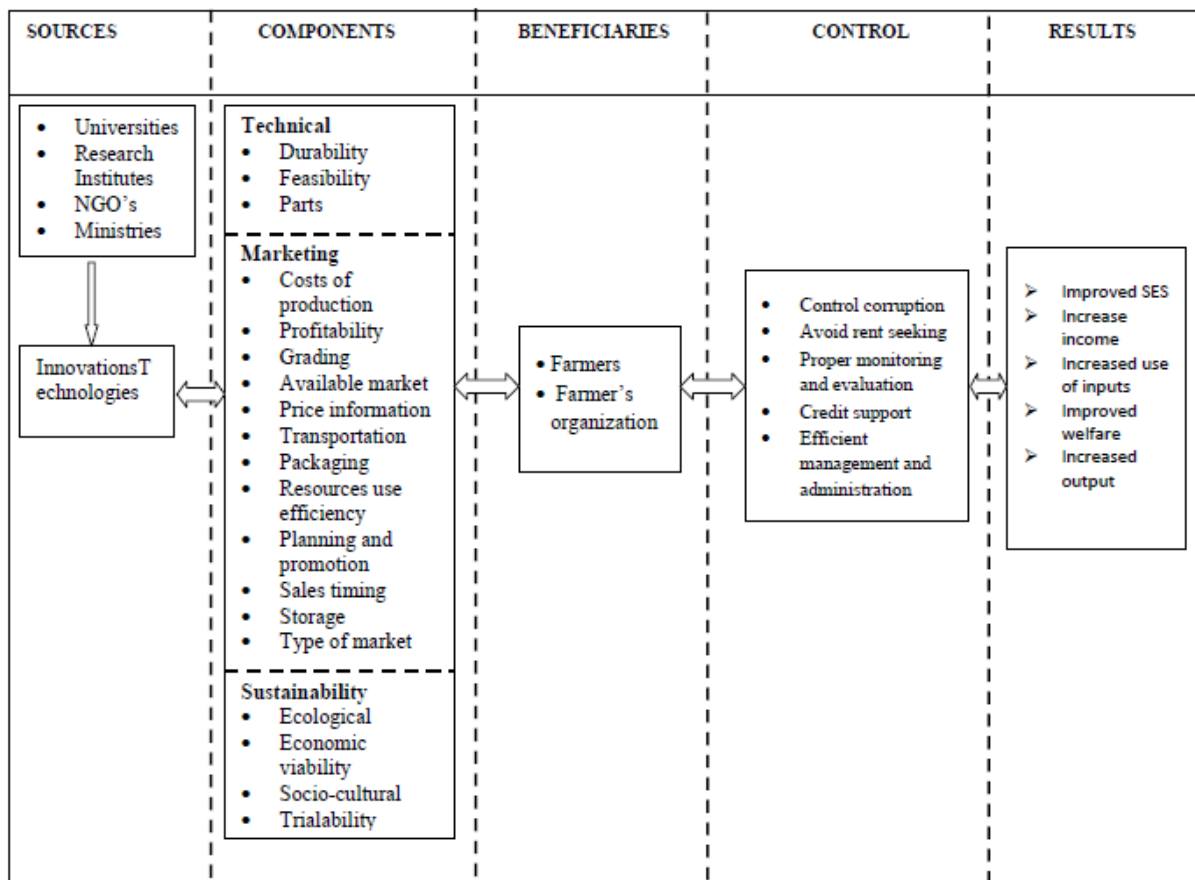 SOURCES
COMPONENTS
BENEFICIARIES
CONTROL
RESULTS
• Universities
• Research
Institutes
• NGO's
• Ministries
InnovationsT
echnologies
Technical
• Durability
• Feasibility
• Parts
Marketing
• Costs of
production
• Profitability
• Grading
• Available market
• Price information
• Transportation
• Packaging
• Resources use
efficiency
• Planning and
promotion
• Sales timing
• Storage
• Type of market
Sustainability
• Ecological
• Economic
viability
• Socio-cultural
• Trialability
• Farmers
• Farmer's
organization
• Control corruption
• Avoid rent seeking
• Proper monitoring
and evaluation
• Credit support
• Efficient
management and
administration
➢ Improved SES
➢ Increase
income
➢ Increased use
of inputs
➢ Improved
welfare
➢ Increased
output